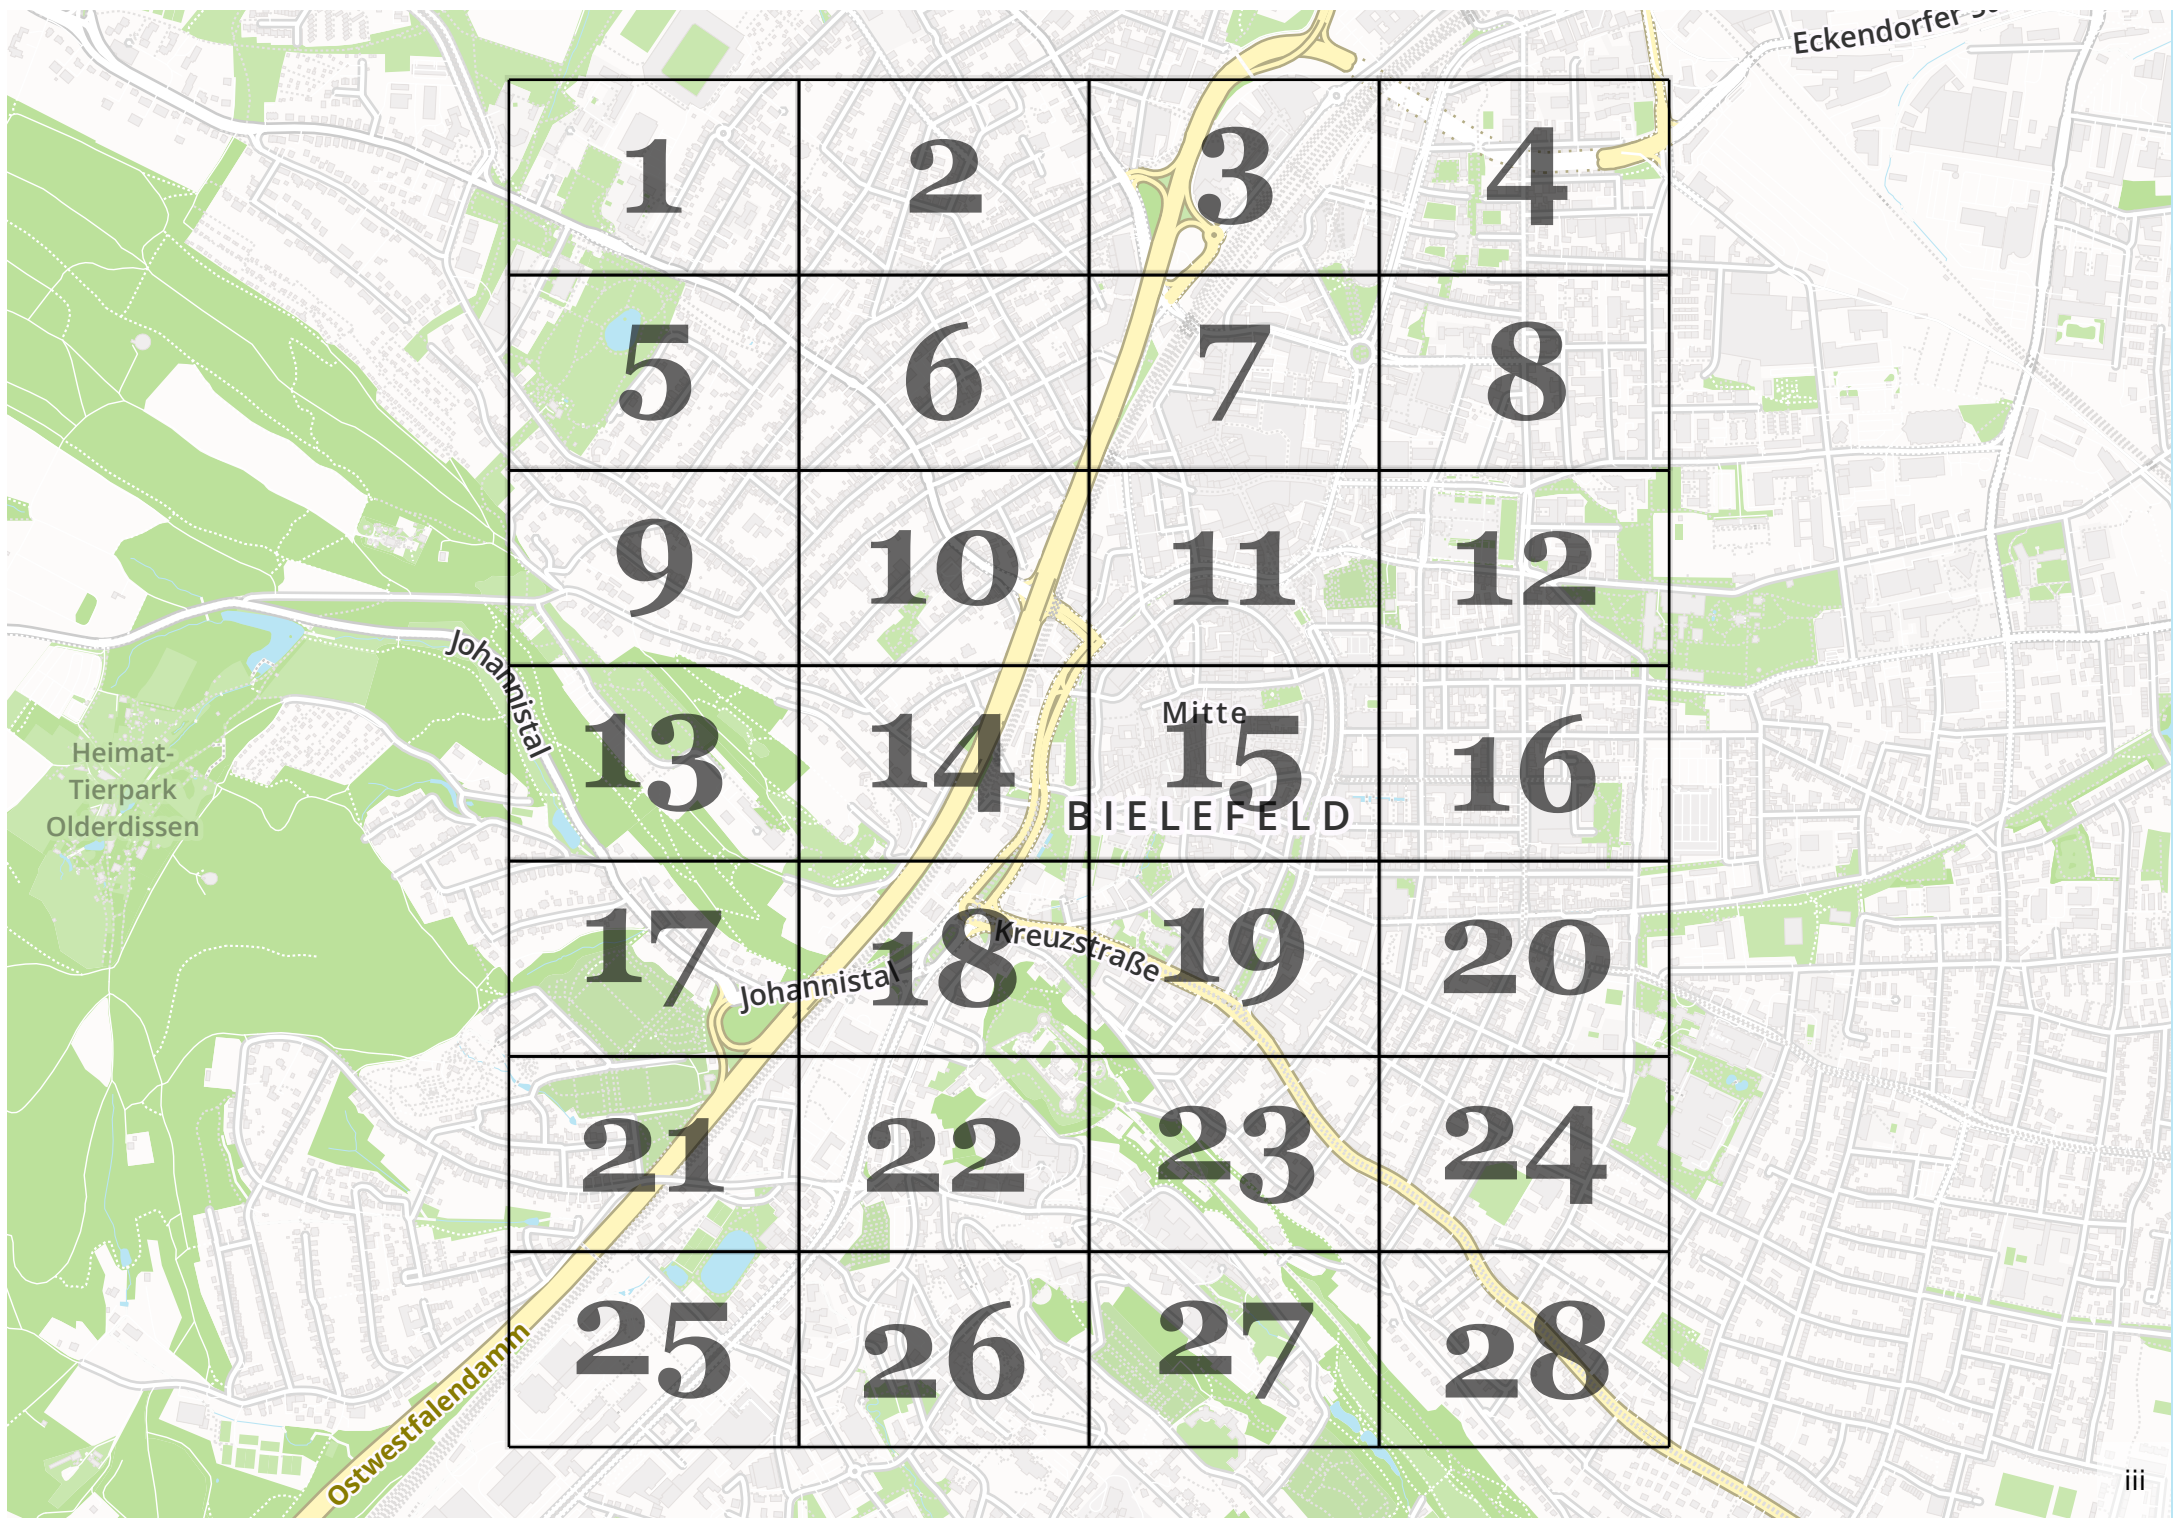 Eckendorfer
1
2
3
4
5
6
7
8
9
10
11
12
Johannistal
Heimat-
Tierpark
Olderdissen
13
14
Mitte
15
16
BIELEFELD
17
Johannistal
18
Kreuzstraße
19
20
21
22
23
24
Ostwestfalendamm
25
26
27
28
iii